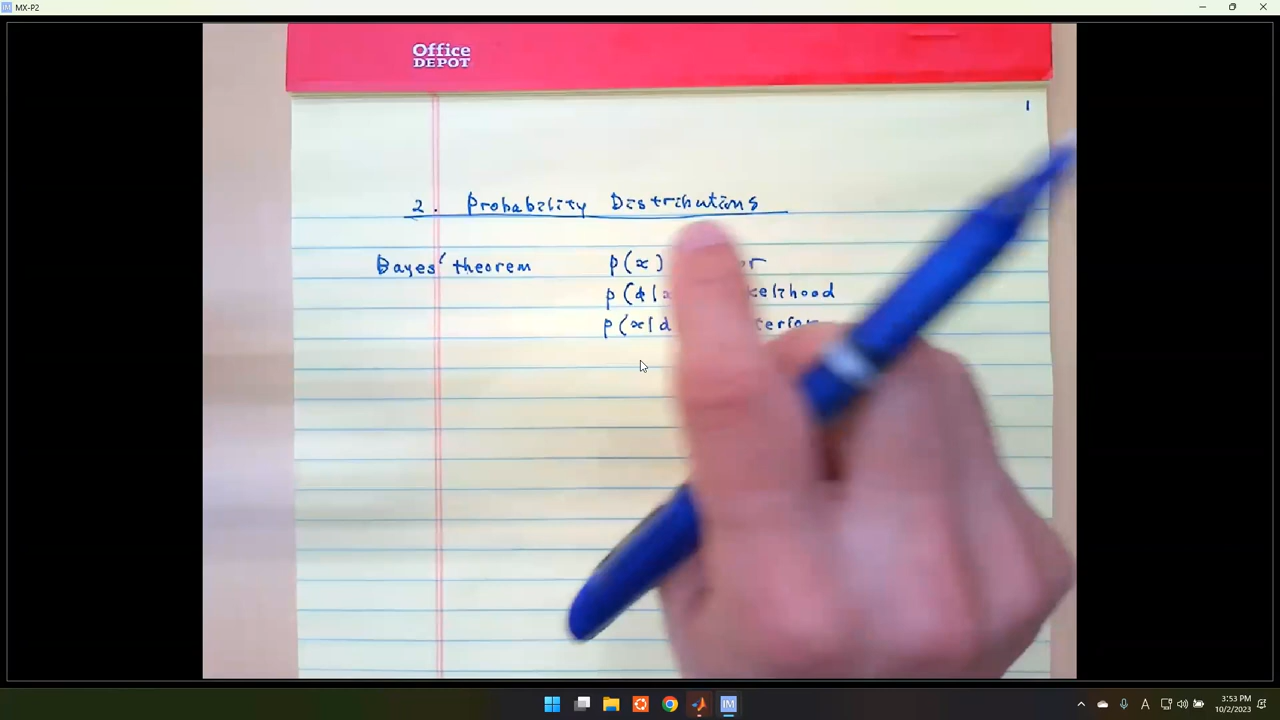 MX-P2
Office
DEPOT
1
2. Probability Distributions
Bayes' theorem p(x)
p(d|x
p(x|d
3:53 PM
10/2/2023